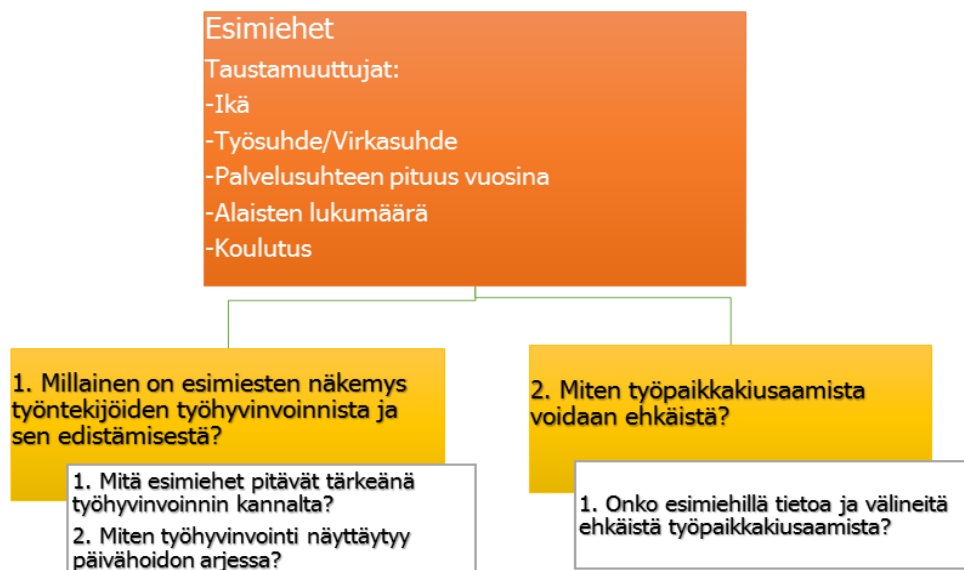 Esimiehet
Taustamuuttujat:
-Ikä
-Työsuhde/Virkasuhde
-Palvelusuhteen pituus vuosina
-Alaisten lukumäärä
-Koulutus
1. Millainen on esimiesten näkemys
työntekijöiden työhyvinvoinnista ja
sen edistämisestä?
1. Mitä esimiehet pitävät tärkeänä
työhyvinvoinnin kannalta?
2. Miten työhyvinvointi näyttäytyy
päivähoidon arjessa?
2. Miten työpaikkakiusaamista
voidaan ehkäistä?
1. Onko esimiehillä tietoa ja välineitä
ehkäistä työpaikkakiusaamista?